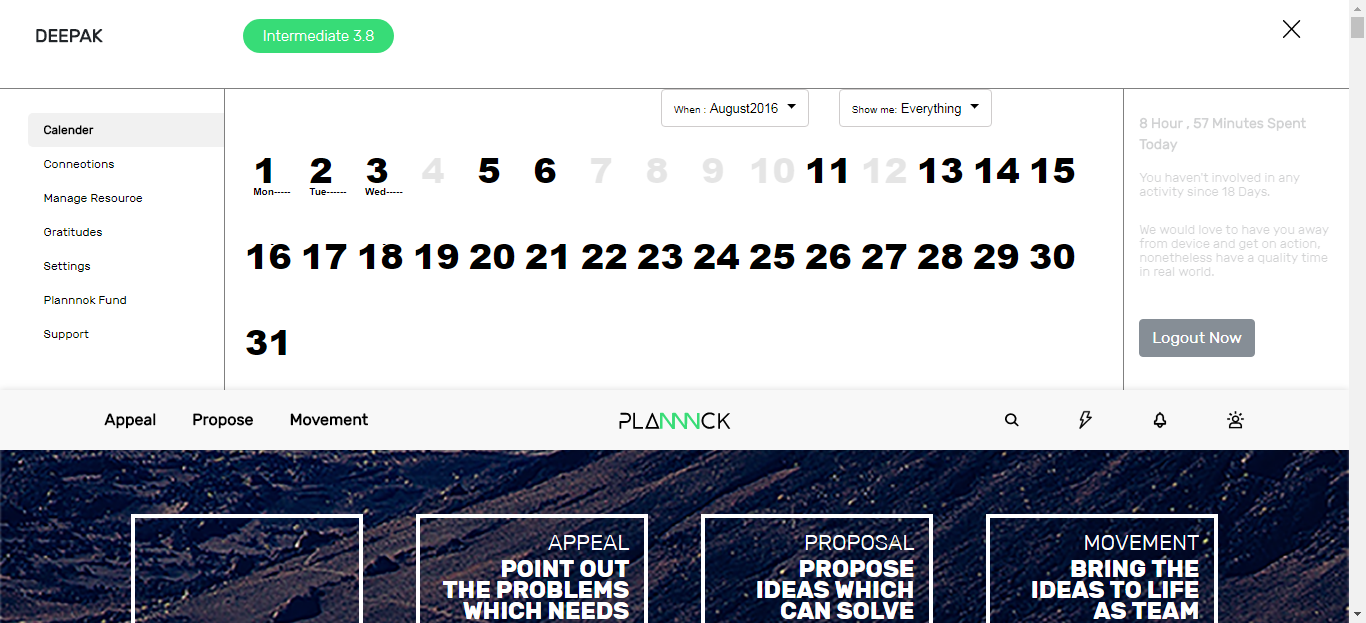 DEEPAK
Intermediate 3.8
Calender
Conneotions
Manage Resouroe
Gratitudes
Settings
Plannnok Fund
Support
When : August2016
Show me: Everything
1 2 3 4 5 6 7 8 9 10 11 12 13 14 15
Mon----- Tue------ Wed-----
16 17 18 19 20 21 22 23 24 25 26 27 28 29 30
31
8 Hour , 57 Minutes Spent
Today
You haven't involved in any
activity since 18 Days.
We would love to have you away
from device and get on action,
nonetheless have a quality time
in real world.
Logout Now
Appeal Propose Movement
PLANNNCK
APPEAL
POINT OUT
THE PROBLEMS
WHICH NEEDS
PROPOSAL
PROPOSE
IDEAS WHICH
CAN SOLVE
MOVEMENT
BRING THE
IDEAS TO LIFE
AS TEAM